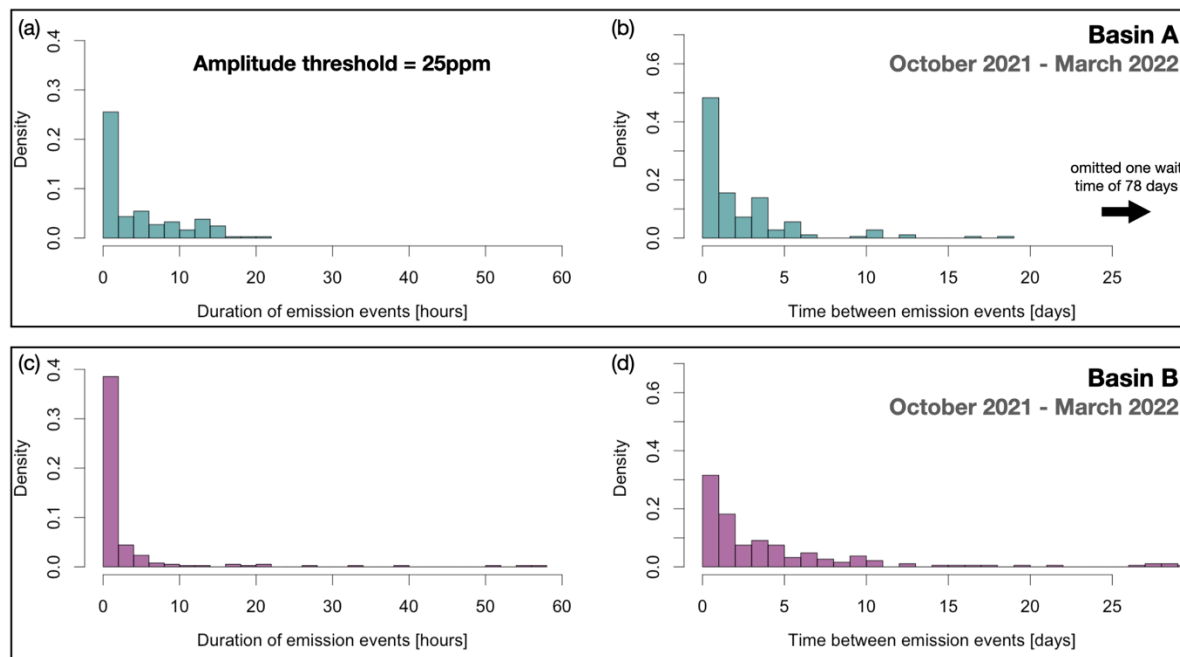 (a)
Amplitude threshold = 25ppm
Density
0.0
0.1
0.2
0.3
0.4
0
10
20
30
40
50
60
Duration of emission events [hours]
(b)
Basin A
October 2021 - March 2022
omitted one wait
time of 78 days
Density
0.0
0.2
0.4
0.6
0
5
10
15
20
25
Time between emission events [days]
(c)
Density
0.0
0.1
0.2
0.3
0.4
0
10
20
30
40
50
60
Duration of emission events [hours]
(d)
Basin B
October 2021 - March 2022
Density
0.0
0.2
0.4
0.6
0
5
10
15
20
25
Time between emission events [days]